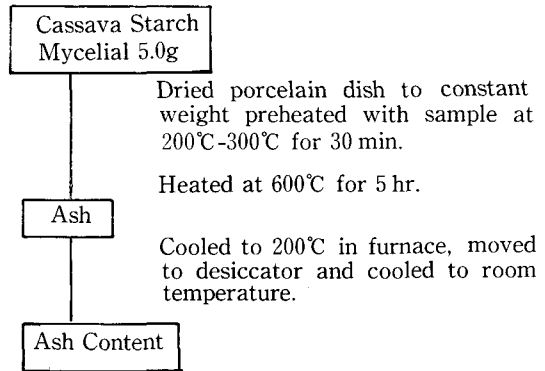 Cassava Starch
Mycelial 5.0g
Dried porcelain dish to constant
weight preheated with sample at
200℃-300℃ for 30 min.
Heated at 600℃ for 5 hr.
Ash
Cooled to 200℃ in furnace, moved
to desiccator and cooled to room
temperature.
Ash Content